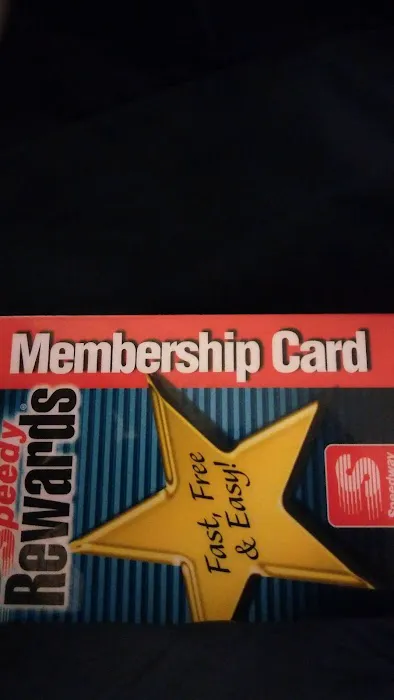 Membership Card
Speedy
Rewards®
Fast, Free
& Easy!
S
Speedway